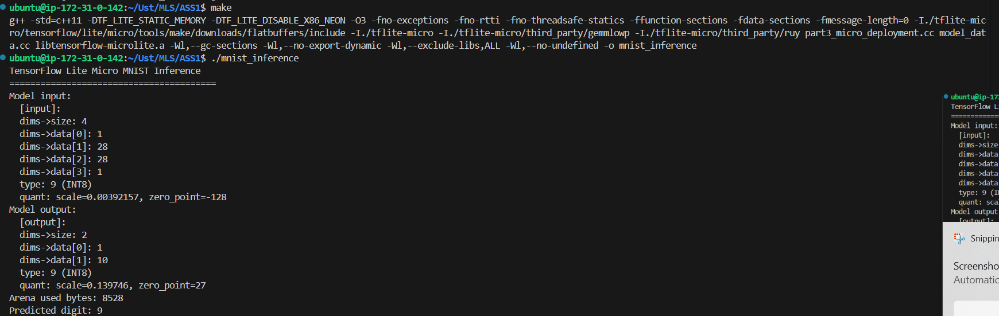 ubuntu@ip-172-31-0-142:~/Ust/MLS/ASS1$ make
g++ -std=c++11 -DTF_LITE_STATIC_MEMORY -DTF_LITE_DISABLE_X86_NEON -O3 -fno-exceptions -fno-rtti -fno-threadsafe-statics -ffunction-sections -fdata-sections -fmessage-length=0 -I./tflite-mic
ro/tensorflow/lite/micro/tools/make/downloads/flatbuffers/include -I./tflite-micro -I./tflite-micro/third_party/gemmlowp -I./tflite-micro/third_party/ruy part3_micro_deployment.cc model_dat
a.cc libtensorflow-microlite.a -Wl,--gc-sections -Wl,--no-export-dynamic -Wl,--exclude-libs,ALL -Wl,--no-undefined -o mnist_inference
ubuntu@ip-172-31-0-142:~/Ust/MLS/ASS1$ ./mnist_inference
TensorFlow Lite Micro MNIST Inference
========================================
Model input:
[input]:
dims->size: 4
dims->data[0]: 1
dims->data[1]: 28
dims->data[2]: 28
dims->data[3]: 1
type: 9 (INT8)
quant: scale=0.00392157, zero_point=-128
Model output:
[output]:
dims->size: 2
dims->data[0]: 1
dims->data[1]: 10
type: 9 (INT8)
quant: scale=0.139746, zero_point=27
Arena used bytes: 8528
Predicted digit: 9
ubuntu@ip-172
TensorFlow Li
=============
Model input:
[input]:
dims->size
dims->data
dims->data
dims->data
dims->data
type: 9 (IN
quant: scal
Model output
[output]:
Snippin
Screensho
Automatic